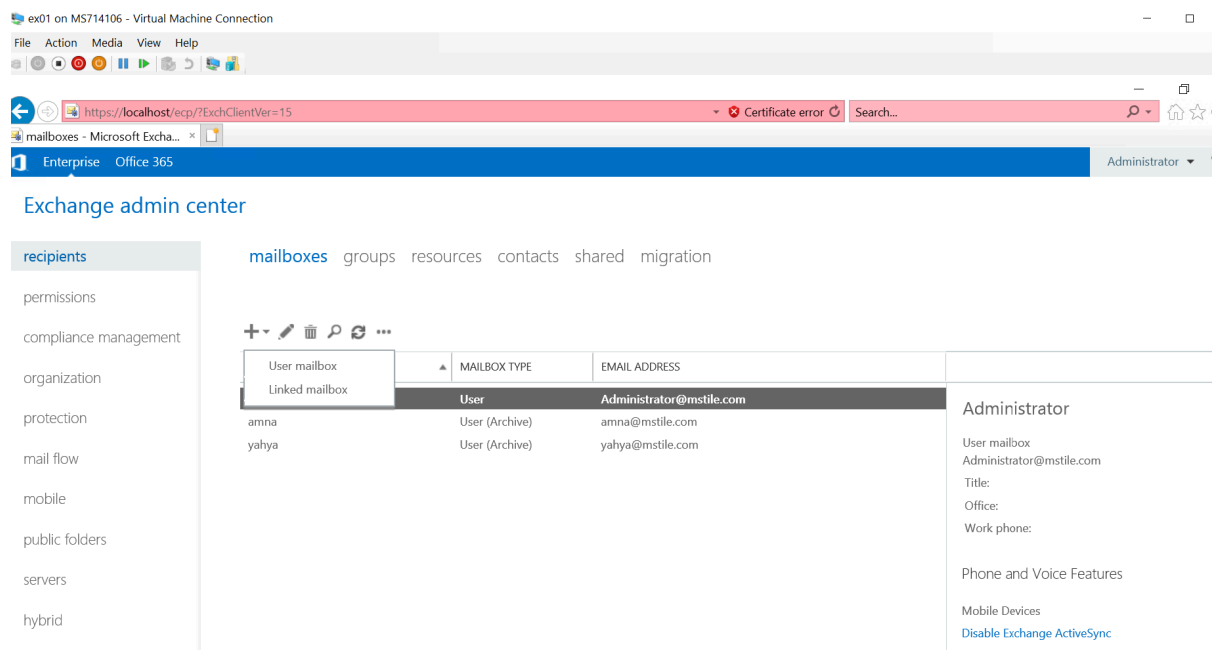 ex01 on MS714106 - Virtual Machine Connection
File Action Media View Help
https://localhost/ecp/?ExchClientVer=15
Certificate error
Search...
mailboxes - Microsoft Excha...
Enterprise Office 365
Administrator
Exchange admin center
recipients
permissions
compliance management
organization
protection
mail flow
mobile
public folders
servers
hybrid
mailboxes groups resources contacts shared migration
User mailbox
Linked mailbox
MAILBOX TYPE EMAIL ADDRESS
User Administrator@mstile.com
amna User (Archive) amna@mstile.com
yahya User (Archive) yahya@mstile.com
Administrator
User mailbox
Administrator@mstile.com
Title:
Office:
Work phone:
Phone and Voice Features
Mobile Devices
Disable Exchange ActiveSync